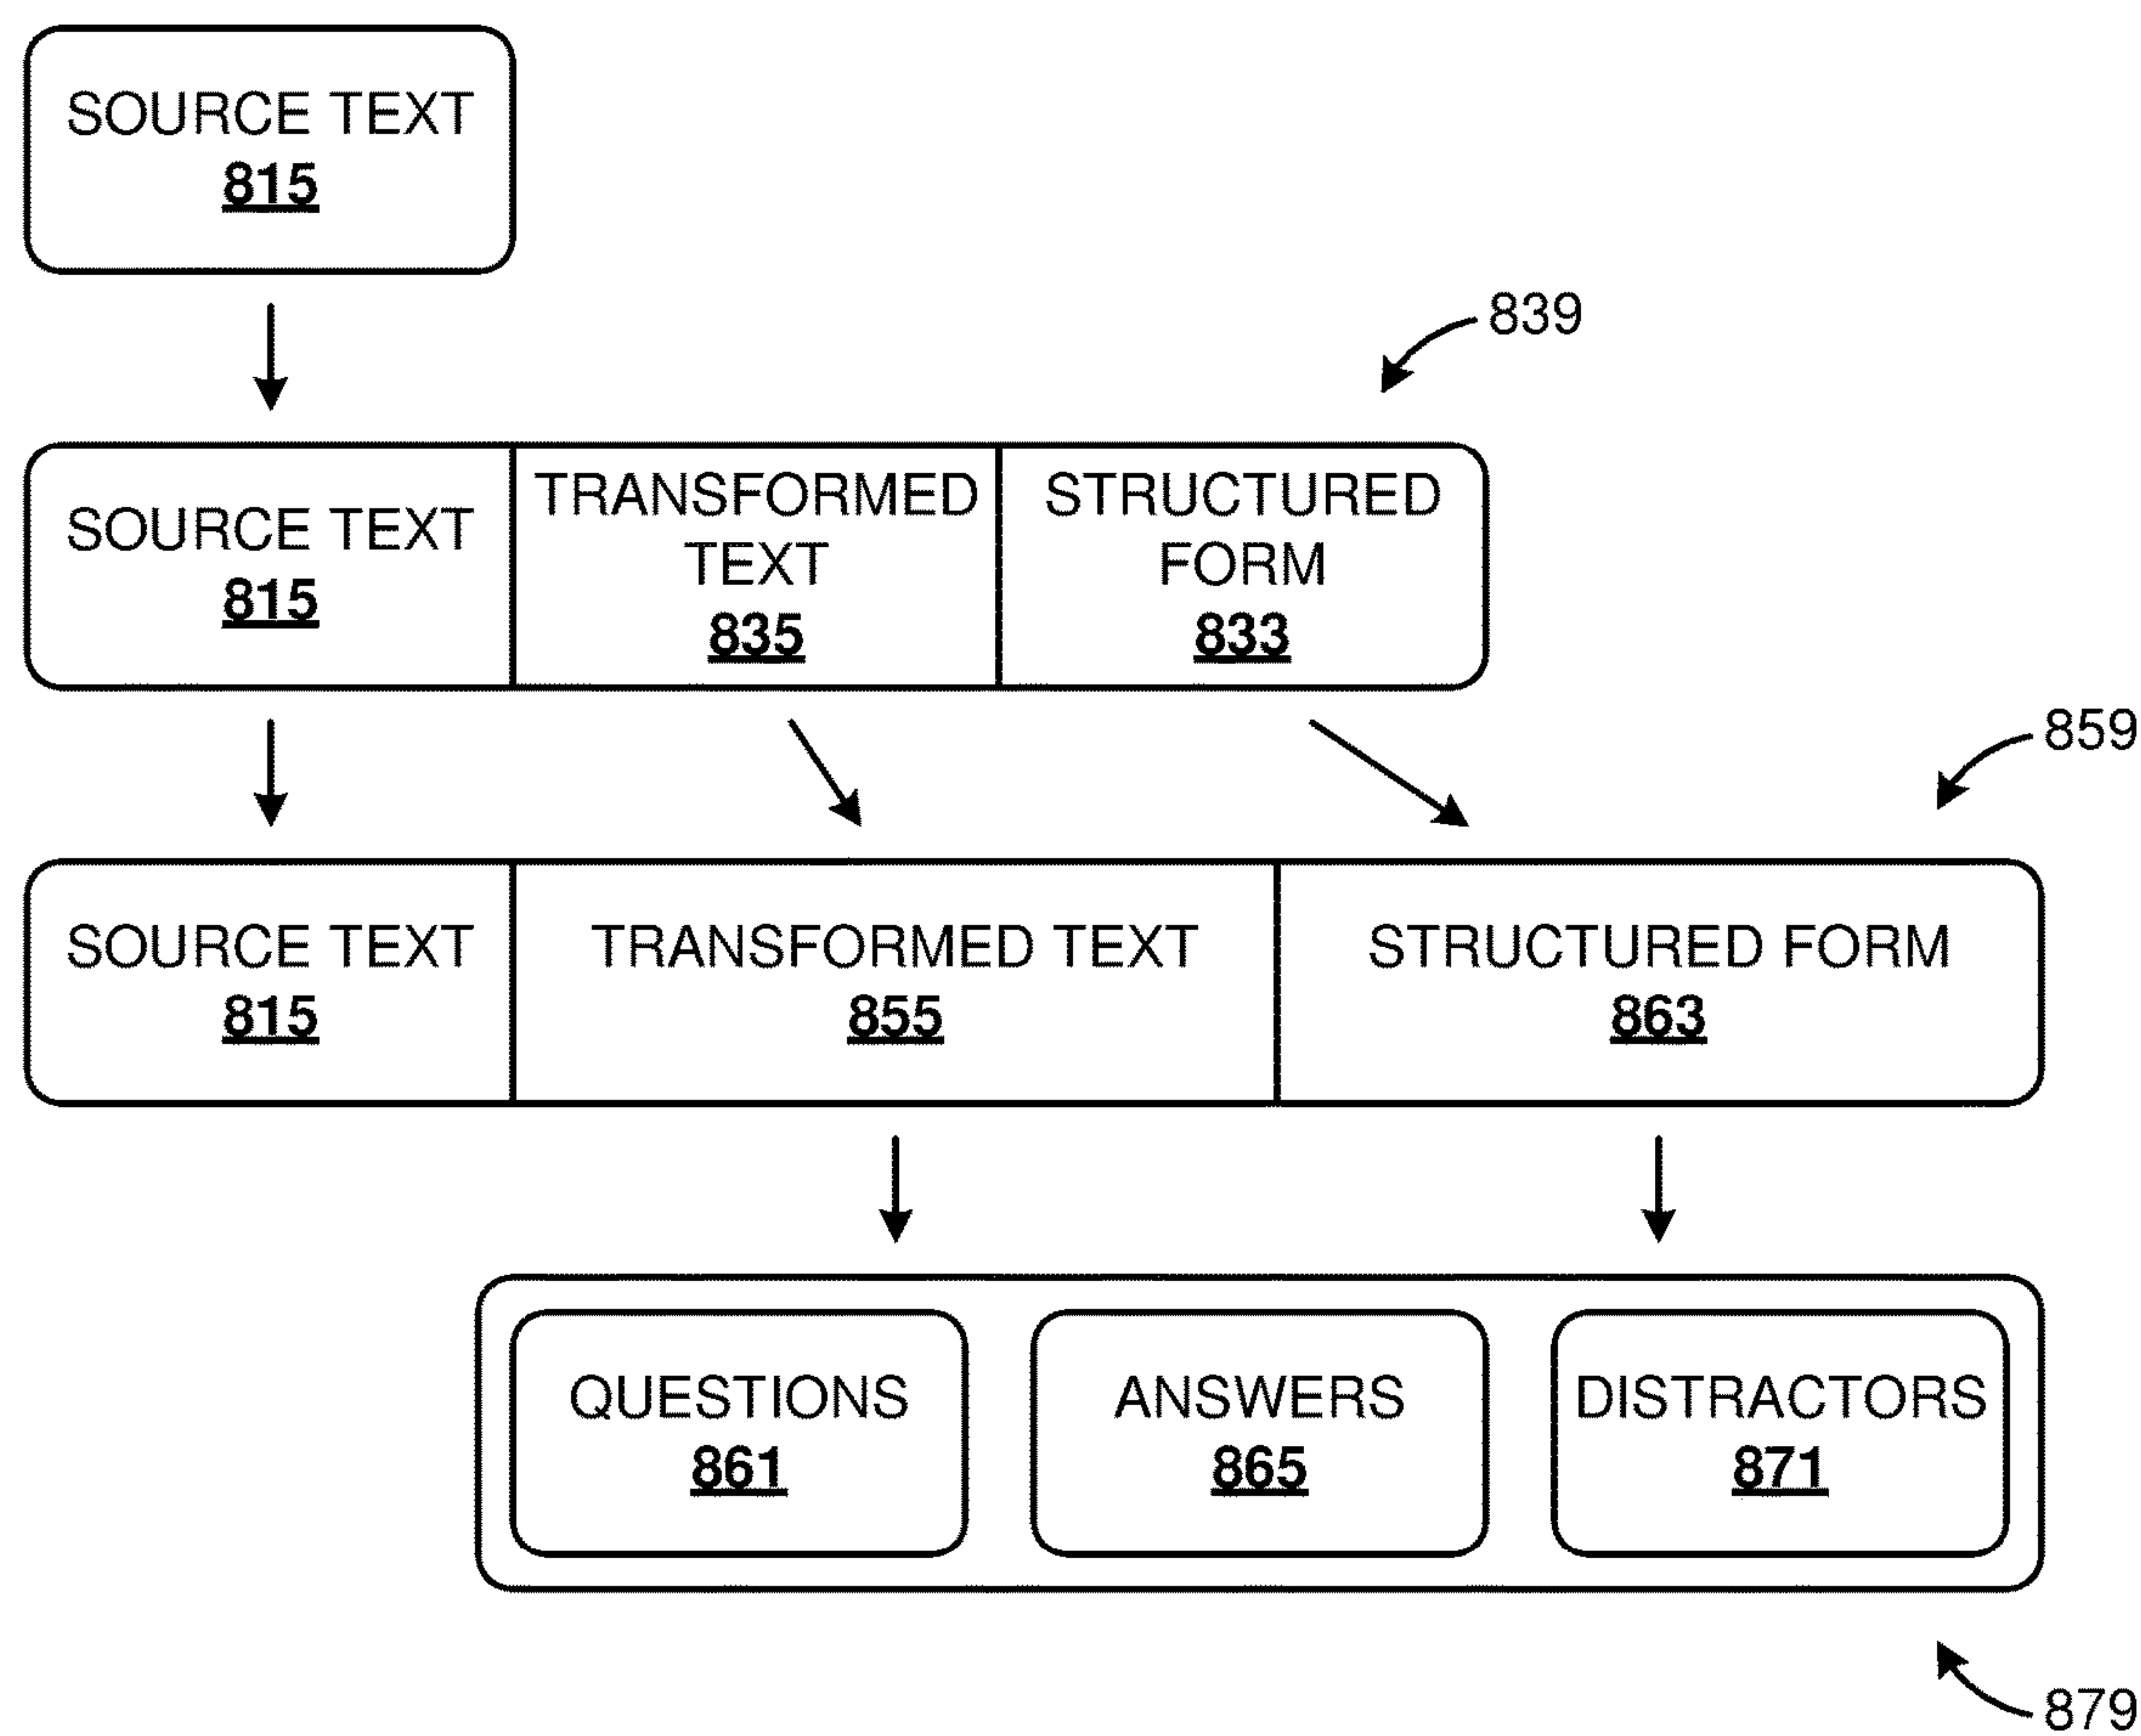 SOURCE TEXT
815
839
SOURCE TEXT
815
TRANSFORMED
TEXT
835
STRUCTURED
FORM
833
859
SOURCE TEXT
815
TRANSFORMED TEXT
855
STRUCTURED FORM
863
QUESTIONS
861
ANSWERS
865
DISTRACTORS
871
879